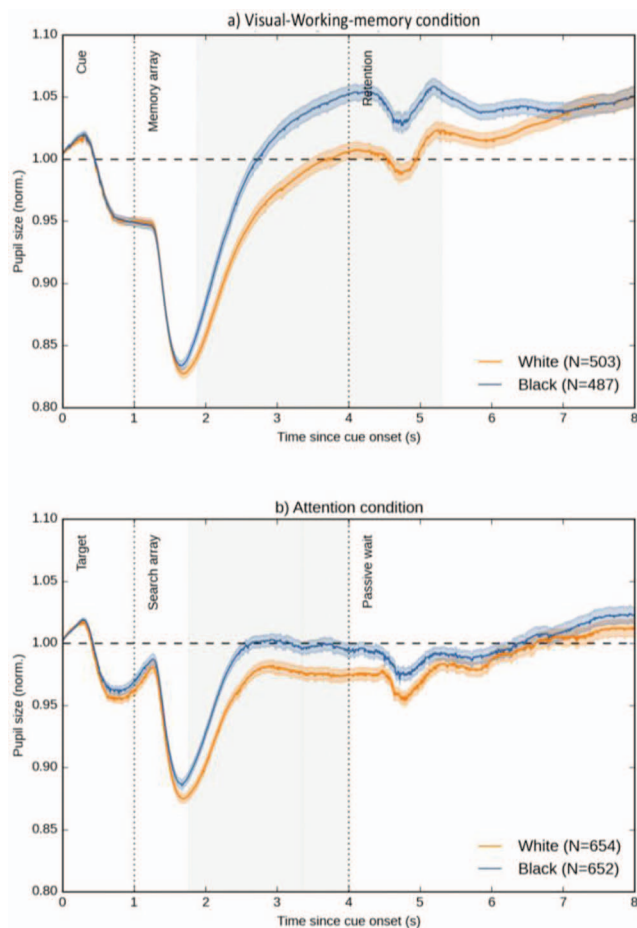 a) Visual-Working-memory condition
1.10
1.05
1.00
0.95
0.90
0.85
0.80
Pupil size (norm.)
Cue
Memory array
Retention
White (N=503)
Black (N=487)
0
1
2
3
4
5
6
7
8
Time since cue onset (s)
b) Attention condition
1.10
1.05
1.00
0.95
0.90
0.85
0.80
Pupil size (norm.)
Target
Search array
Passive wait
White (N=654)
Black (N=652)
0
1
2
3
4
5
6
7
8
Time since cue onset (s)